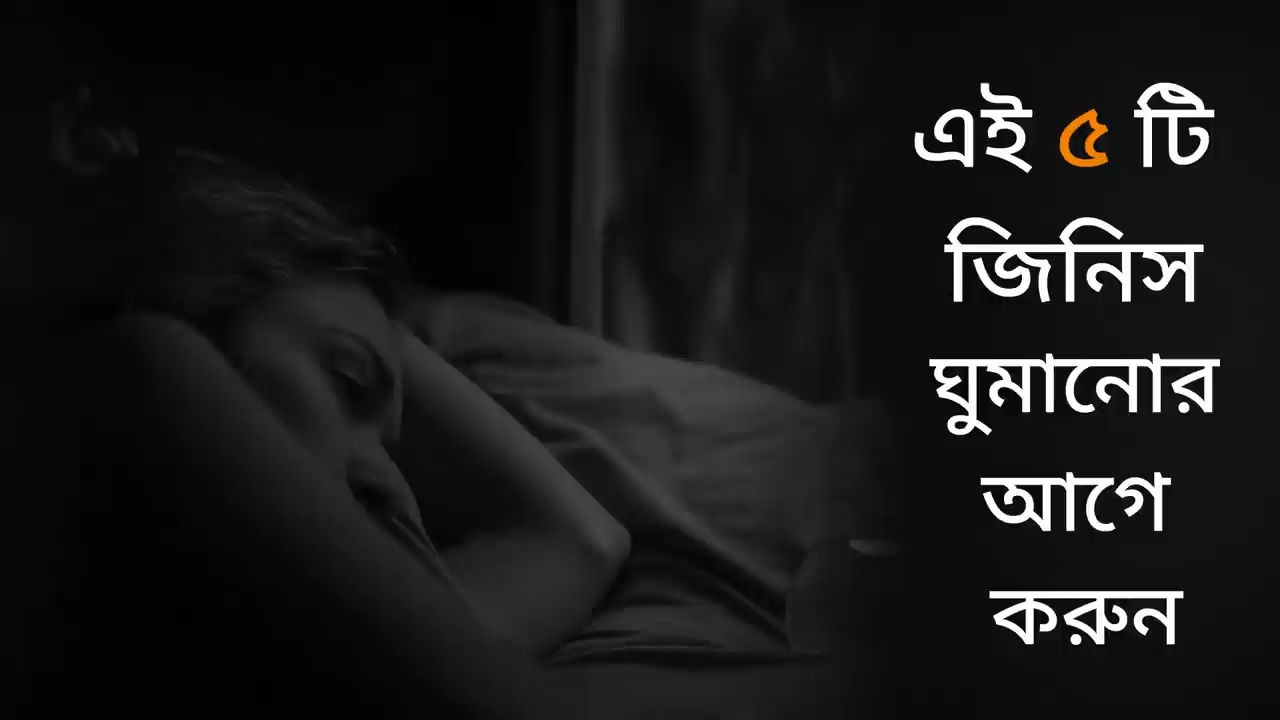 এই ৫ টি
জিনিস
ঘুমানোর
আগে
করুন